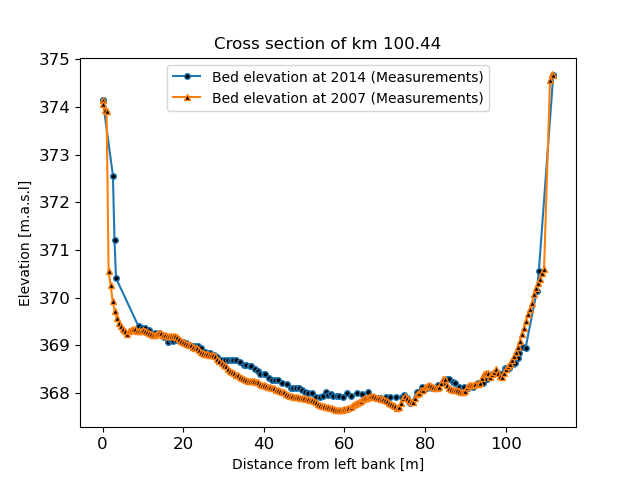 Cross section of km 100.44
Bed elevation at 2014 (Measurements)
Bed elevation at 2007 (Measurements)
Elevation [m.a.s.l]
375
374
373
372
371
370
369
368
0 20 40 60 80 100
Distance from left bank [m]